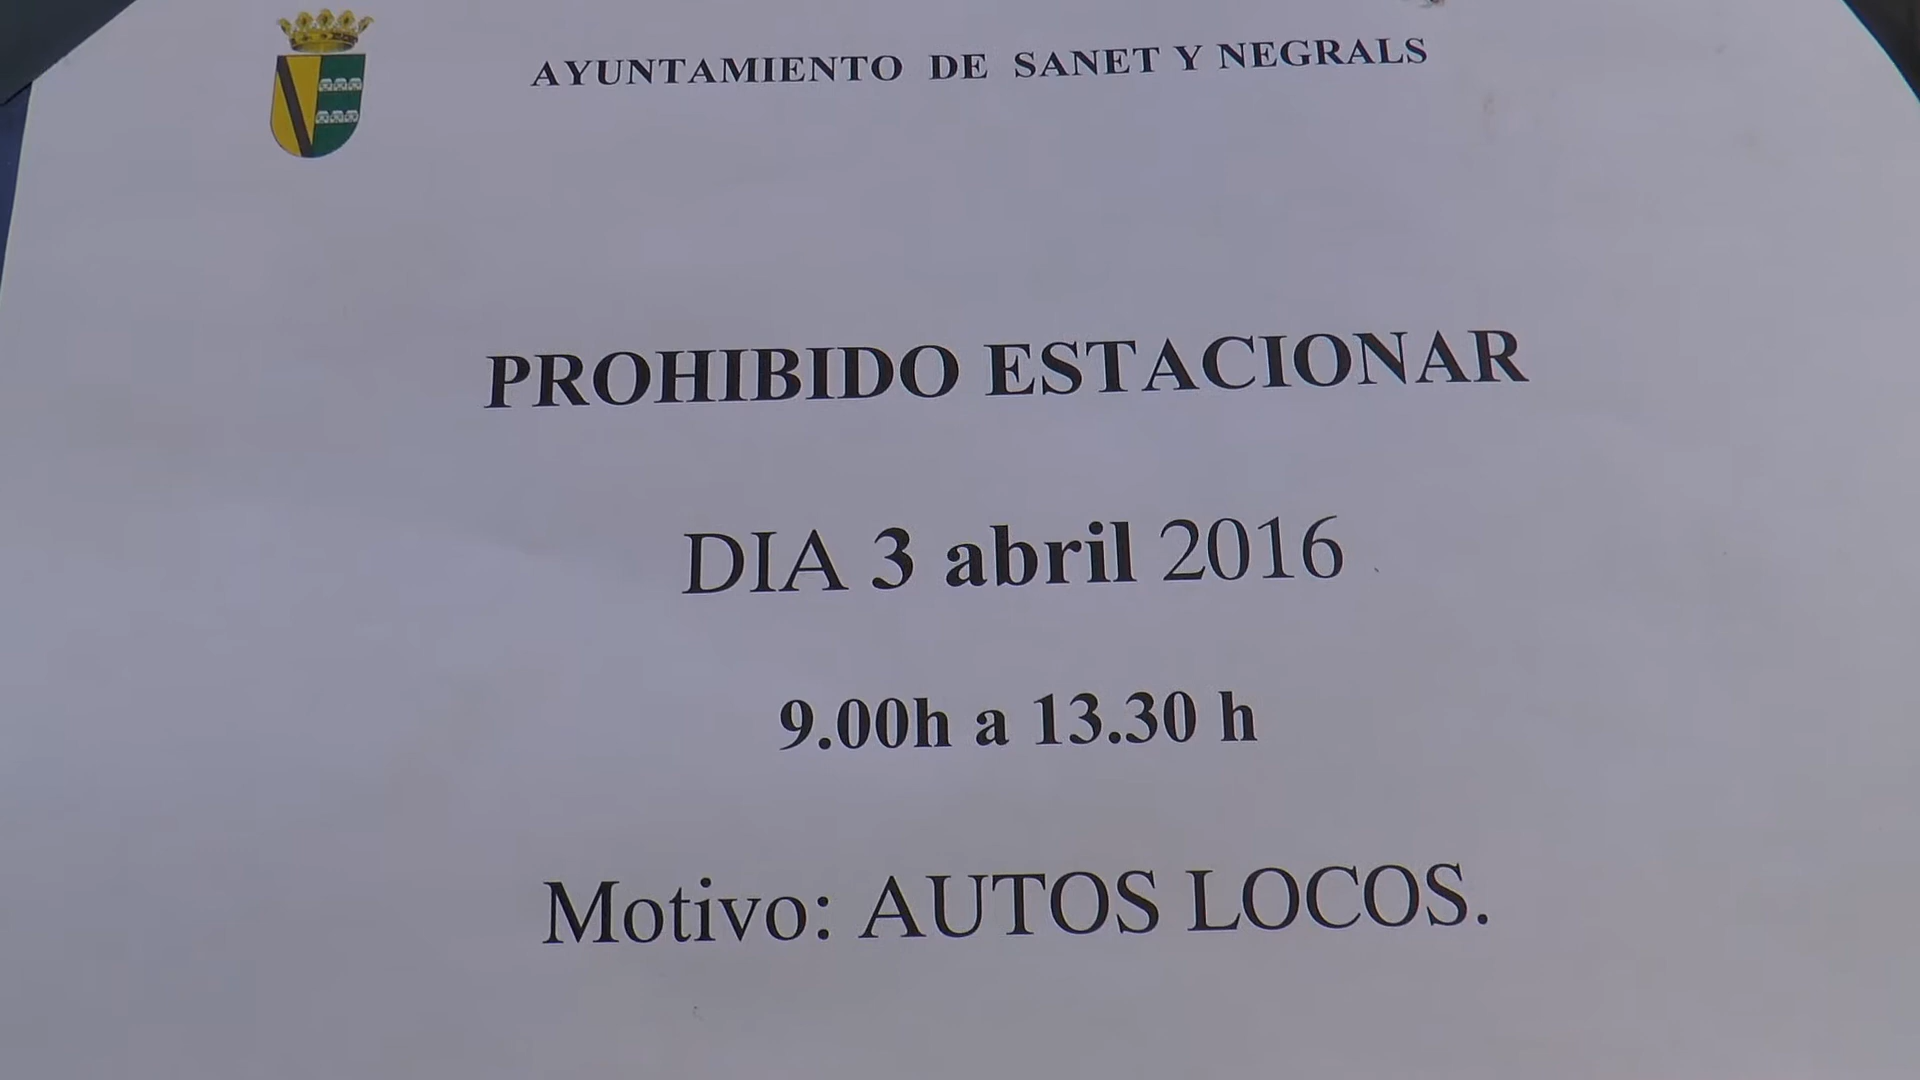 AYUNTAMIENTO DE SANET Y NEGRALS
PROHIBIDO ESTACIONAR
DIA 3 abril 2016
9.00h a 13.30 h
Motivo: AUTOS LOCOS.